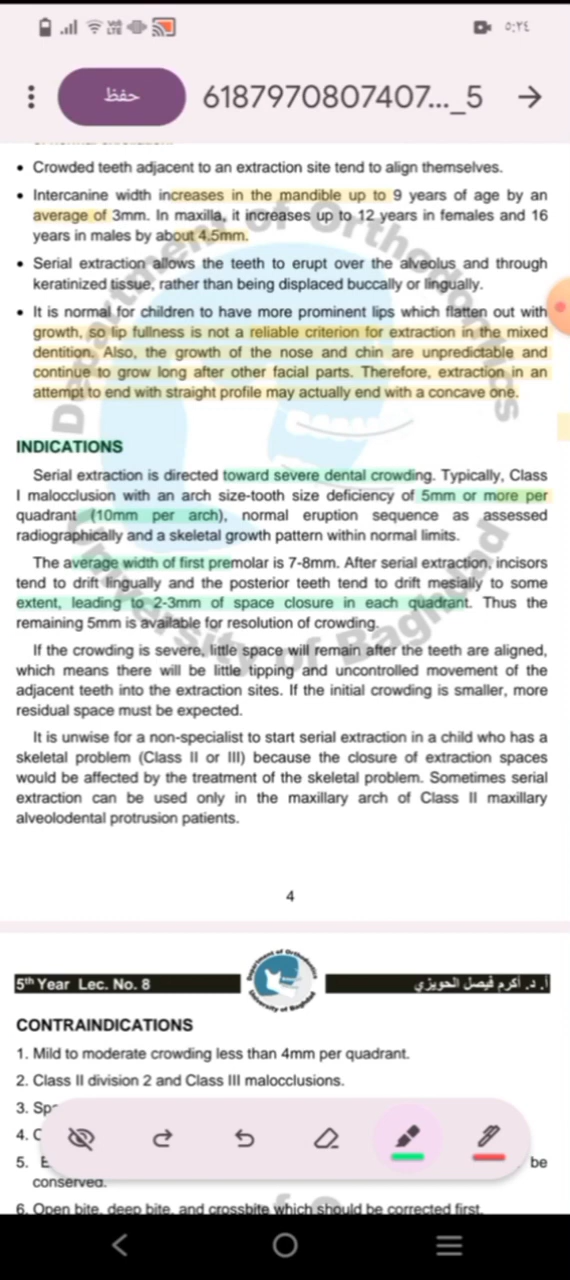 Voo LTE ٥:٢٤
حفظ 6187970807407..._5
• Crowded teeth adjacent to an extraction site tend to align themselves.
• Intercanine width increases in the mandible up to 9 years of age by an
average of 3mm. In maxilla, it increases up to 12 years in females and 16
years in males by about 4.5mm.
• Serial extraction allows the teeth to erupt over the alveolus and through
keratinized tissue, rather than being displaced buccally or lingually.
• It is normal for children to have more prominent lips which flatten out with
growth, so lip fullness is not a reliable criterion for extraction in the mixed
dentition. Also, the growth of the nose and chin are unpredictable and
continue to grow long after other facial parts. Therefore, extraction in an
attempt to end with straight profile may actually end with a concave one.
INDICATIONS
Serial extraction is directed toward severe dental crowding. Typically, Class
I malocclusion with an arch size-tooth size deficiency of 5mm or more per
quadrant (10mm per arch), normal eruption sequence as assessed
radiographically and a skeletal growth pattern within normal limits.
The average width of first premolar is 7-8mm. After serial extraction, incisors
tend to drift lingually and the posterior teeth tend to drift mesially to some
extent, leading to 2-3mm of space closure in each quadrant. Thus the
remaining 5mm is available for resolution of crowding.
If the crowding is severe, little space will remain after the teeth are aligned,
which means there will be little tipping and uncontrolled movement of the
adjacent teeth into the extraction sites. If the initial crowding is smaller, more
residual space must be expected.
It is unwise for a non-specialist to start serial extraction in a child who has a
skeletal problem (Class II or III) because the closure of extraction spaces
would be affected by the treatment of the skeletal problem. Sometimes serial
extraction can be used only in the maxillary arch of Class II maxillary
alveolodental protrusion patients.
Department of Orthodontics
University of Baghdad
4
5th Year Lec. No. 8
Department of Orthodontics
University of Baghdad
أ. د. أكرم فيصل الحويزي
CONTRAINDICATIONS
1. Mild to moderate crowding less than 4mm per quadrant.
2. Class II division 2 and Class III malocclusions.
3. Sp
4. C
5. E be
conserved.
6. Open bite, deep bite, and crossbite which should be corrected first.